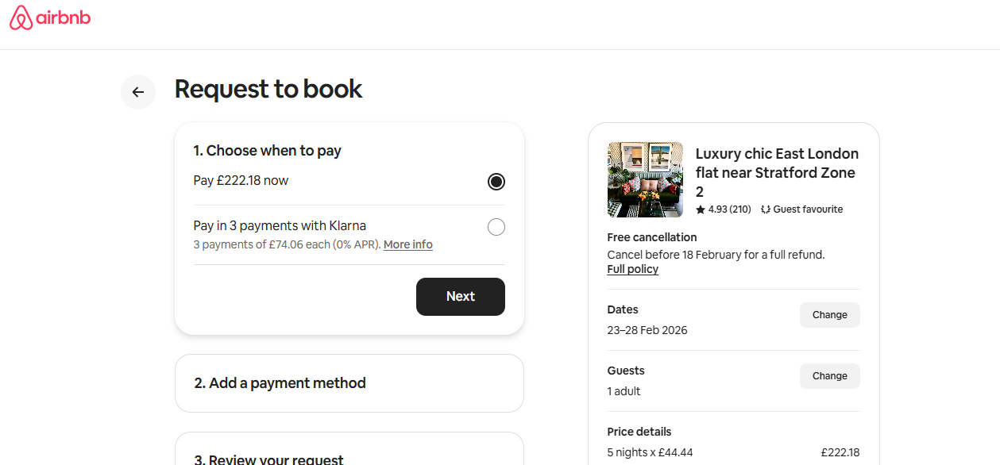 airbnb
Request to book
1. Choose when to pay
Pay £222.18 now
Pay in 3 payments with Klarna
3 payments of £74.06 each (0% APR). More info
Next
2. Add a payment method
3. Review your request
Luxury chic East London
flat near Stratford Zone
2
4.93 (210) Guest favourite
Free cancellation
Cancel before 18 February for a full refund.
Full policy
Dates
Change
23–28 Feb 2026
Guests
Change
1 adult
Price details
5 nights x £44.44 £222.18